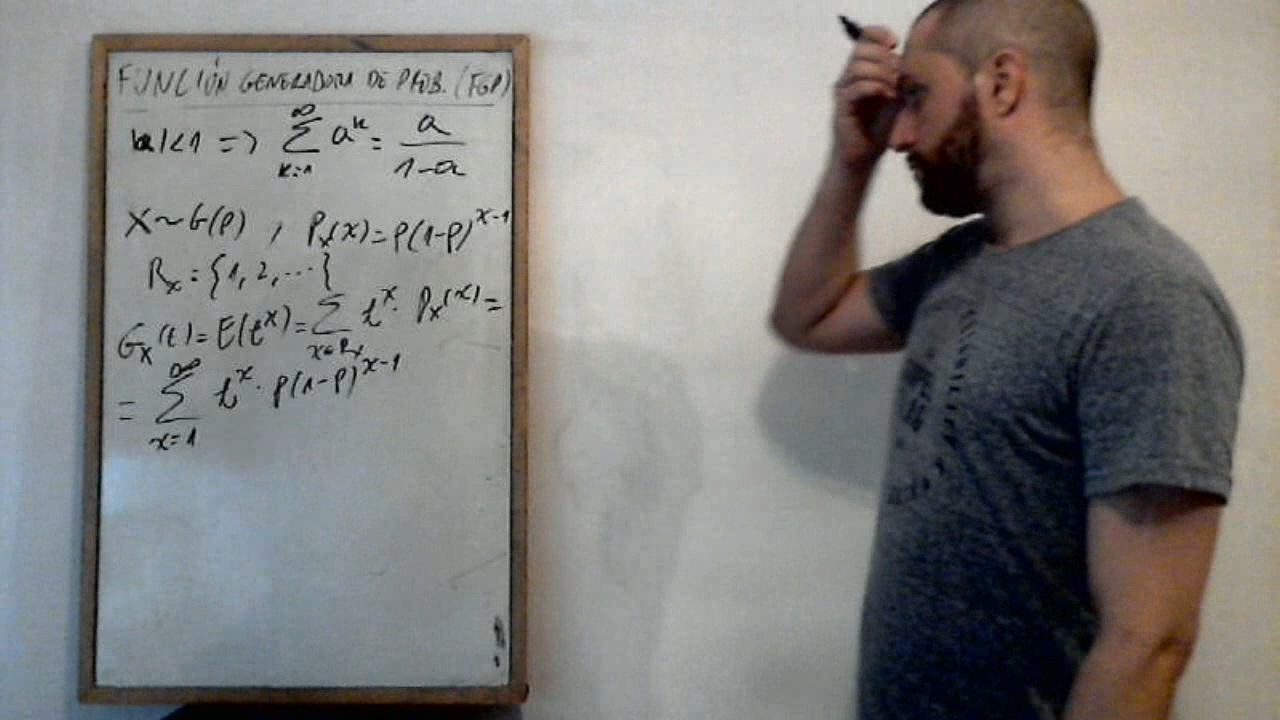 FUNCIÓN GENERADORA DE PROB. (FGP)
|a|<1 => ∑_{k=1}^{∞} a^k = a/(1-a)
X~G(p) , P_X(x)=p(1-p)^{x-1}
R_X={1,2,...}
G_X(t)=E(t^X)=∑_{x∈R_X} t^x · P_X(x)=
=∑_{x=1}^{∞} t^x · p(1-p)^{x-1}